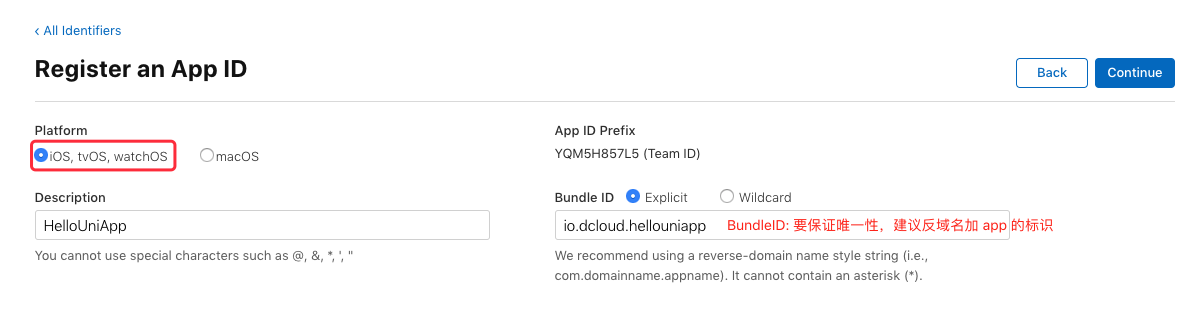 ‹ All Identifiers
Register an App ID
Back
Continue
Platform
iOS, tvOS, watchOS
macOS
App ID Prefix
YQM5H857L5 (Team ID)
Description
HelloUniApp
You cannot use special characters such as @, &, *, ', "
Bundle ID
Explicit
Wildcard
io.dcloud.hellouniapp
BundleID: 要保证唯一性，建议反域名加 app 的标识
We recommend using a reverse-domain name style string (i.e.,
com.domainname.appname). It cannot contain an asterisk (*).